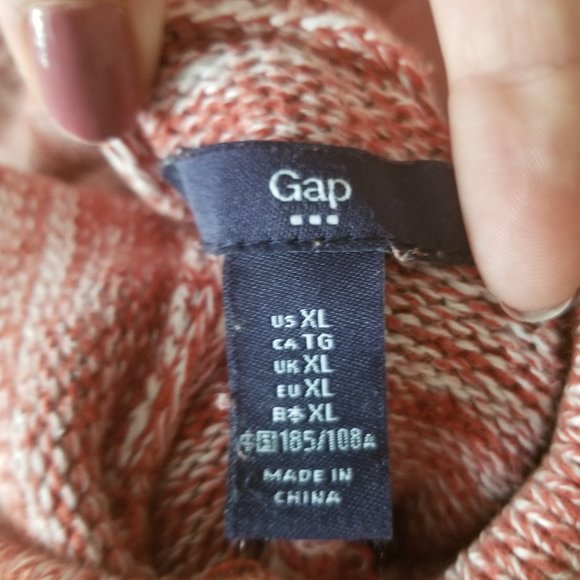 Gap
US XL
CA TG
UK XL
EU XL
日本 XL
中国 185/108A
MADE IN
CHINA